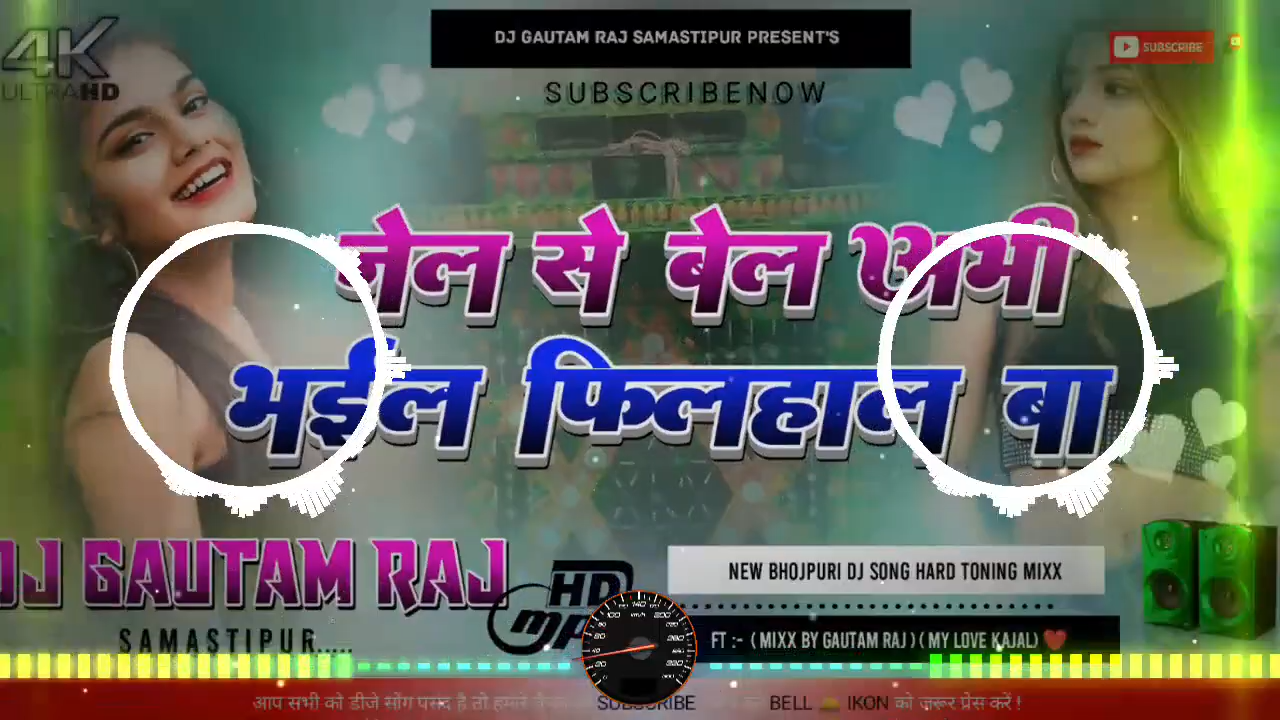 4K
ULTRAHD
DJ GAUTAM RAJ SAMASTIPUR PRESENT'S
SUBSCRIBENOW
SUBSCRIBE
जेल से बेल अभी
भईल फिलहाल बा
DJ GAUTAM RAJ
SAMASTIPUR.....
HD
NEW BHOJPURI DJ SONG HARD TONING MIXX
FT :- ( MIXX BY GAUTAM RAJ ) ( MY LOVE KAJAL) ❤️
आप सभी को डीजे सोंग पसंद है तो हमारे SUBSCRIBE BELL 🔔 IKON को जरूर प्रेस करें !